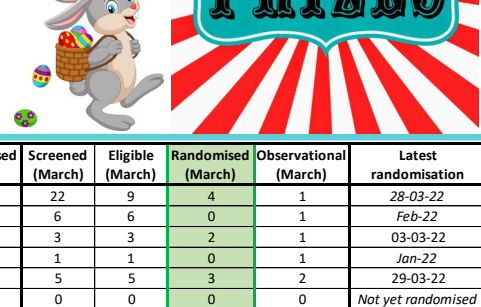 PRIZES
sed Screened Eligible Randomised Observational Latest
(March) (March) (March) (March) randomisation
22 9 4 1 28-03-22
6 6 0 1 Feb-22
3 3 2 1 03-03-22
1 1 0 1 Jan-22
5 5 3 2 29-03-22
0 0 0 0 Not yet randomised